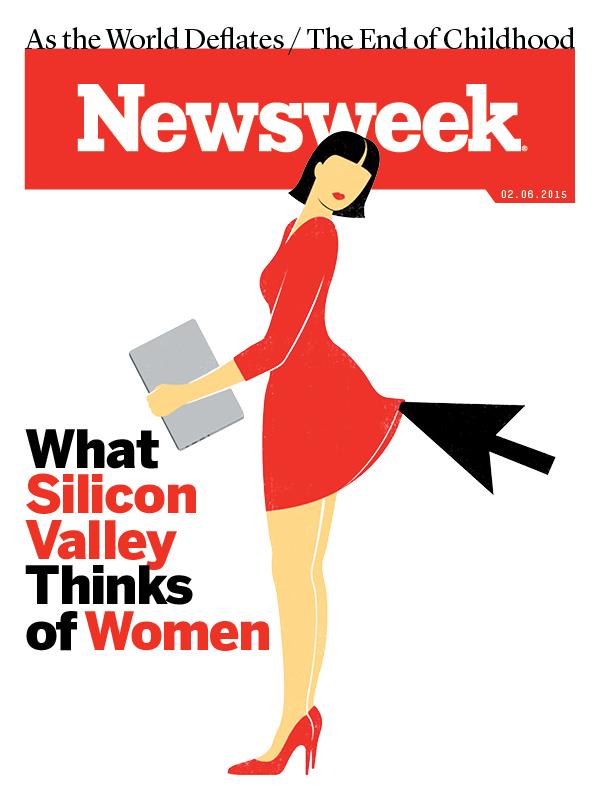 As the World Deflates / The End of Childhood
Newsweek®
02.06.2015
What
Silicon
Valley
Thinks
of Women